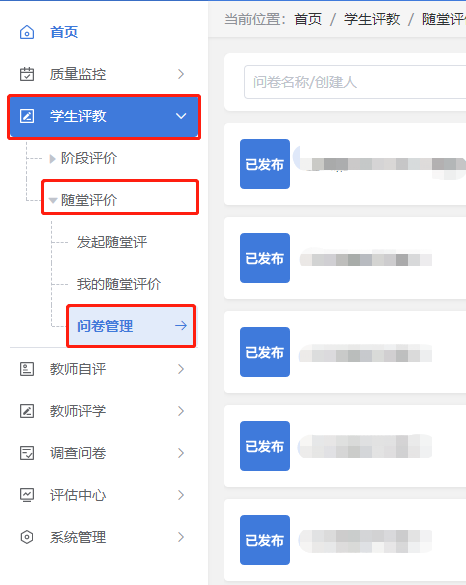 首页
质量监控
学生评教
阶段评价
随堂评价
发起随堂评
我的随堂评价
问卷管理
教师自评
教师评学
调查问卷
评估中心
系统管理
当前位置：首页 / 学生评教 / 随堂评
问卷名称/创建人
已发布
已发布
已发布
已发布
已发布